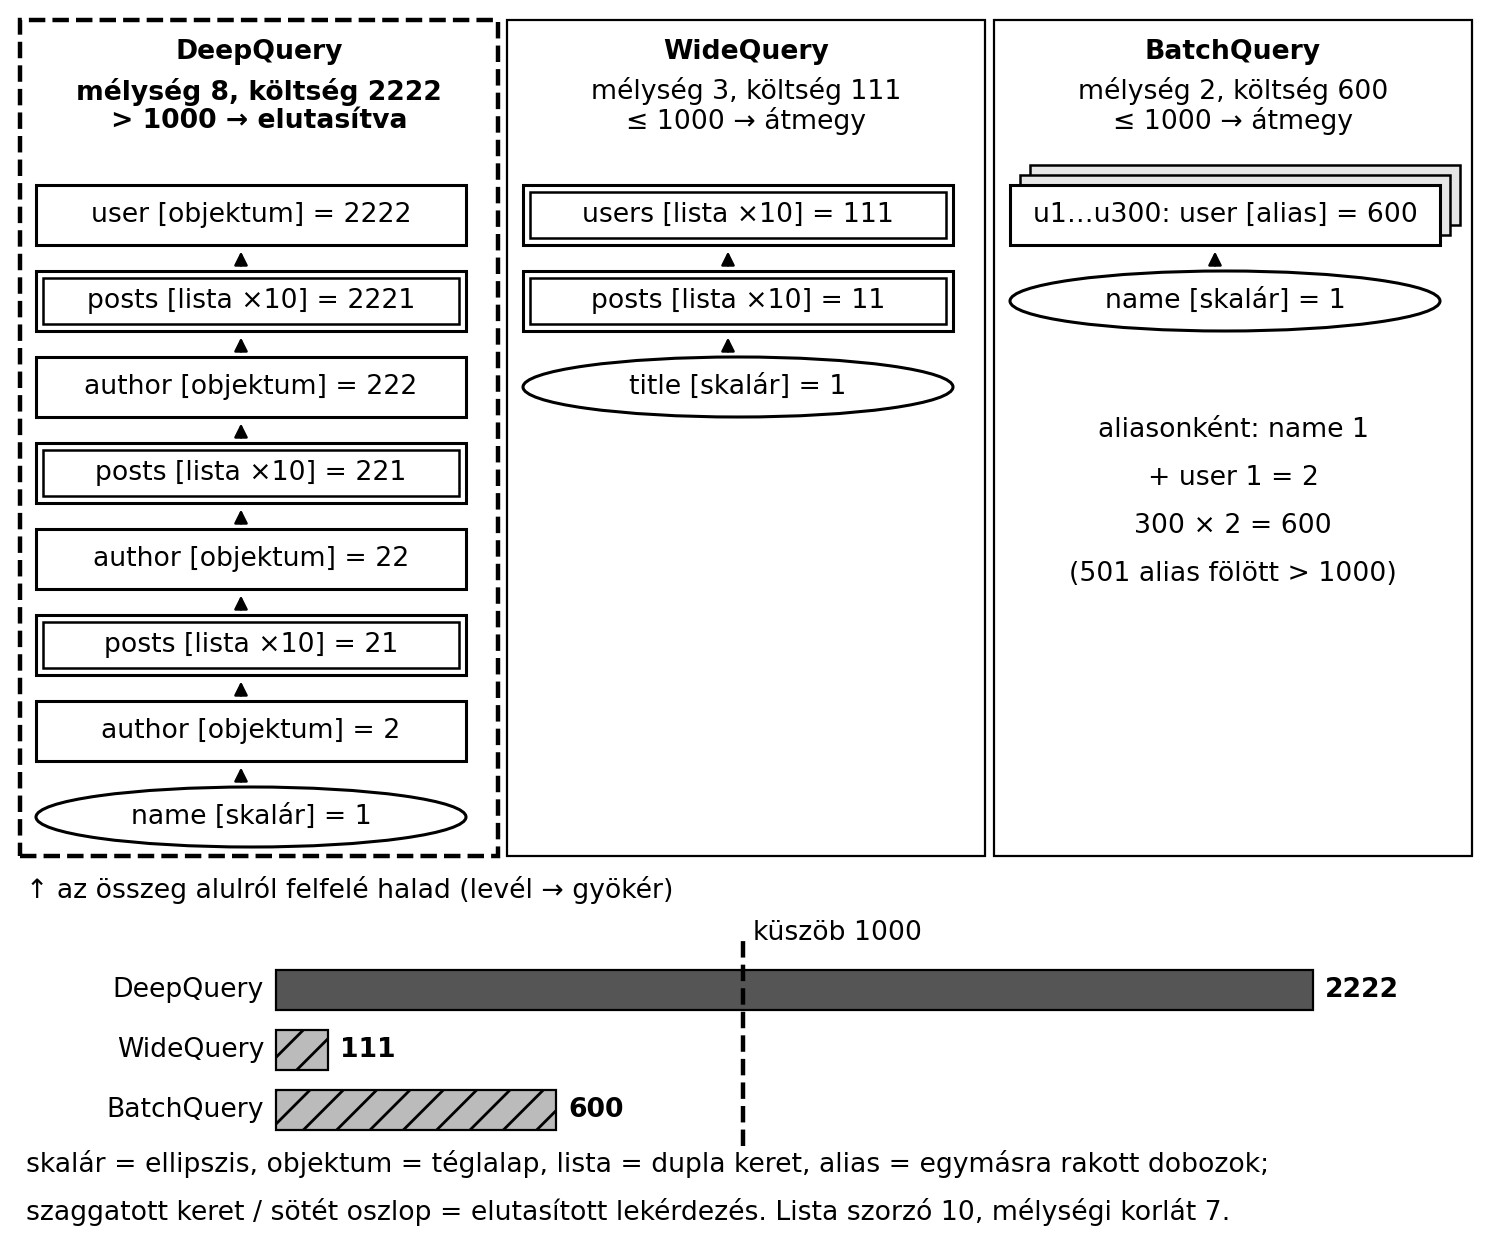 DeepQuery
mélység 8, költség 2222
> 1000 → elutasítva
user [objektum] = 2222
posts [lista ×10] = 2221
author [objektum] = 222
posts [lista ×10] = 221
author [objektum] = 22
posts [lista ×10] = 21
author [objektum] = 2
name [skalár] = 1
WideQuery
mélység 3, költség 111
≤ 1000 → átmegy
users [lista ×10] = 111
posts [lista ×10] = 11
title [skalár] = 1
BatchQuery
mélység 2, költség 600
≤ 1000 → átmegy
u1…u300: user [alias] = 600
name [skalár] = 1
aliasonként: name 1
+ user 1 = 2
300 × 2 = 600
(501 alias fölött > 1000)
↑ az összeg alulról felfelé halad (levél → gyökér)
küszöb 1000
DeepQuery 2222
WideQuery 111
BatchQuery 600
skalár = ellipszis, objektum = téglalap, lista = dupla keret, alias = egymásra rakott dobozok;
szaggatott keret / sötét oszlop = elutasított lekérdezés. Lista szorzó 10, mélységi korlát 7.